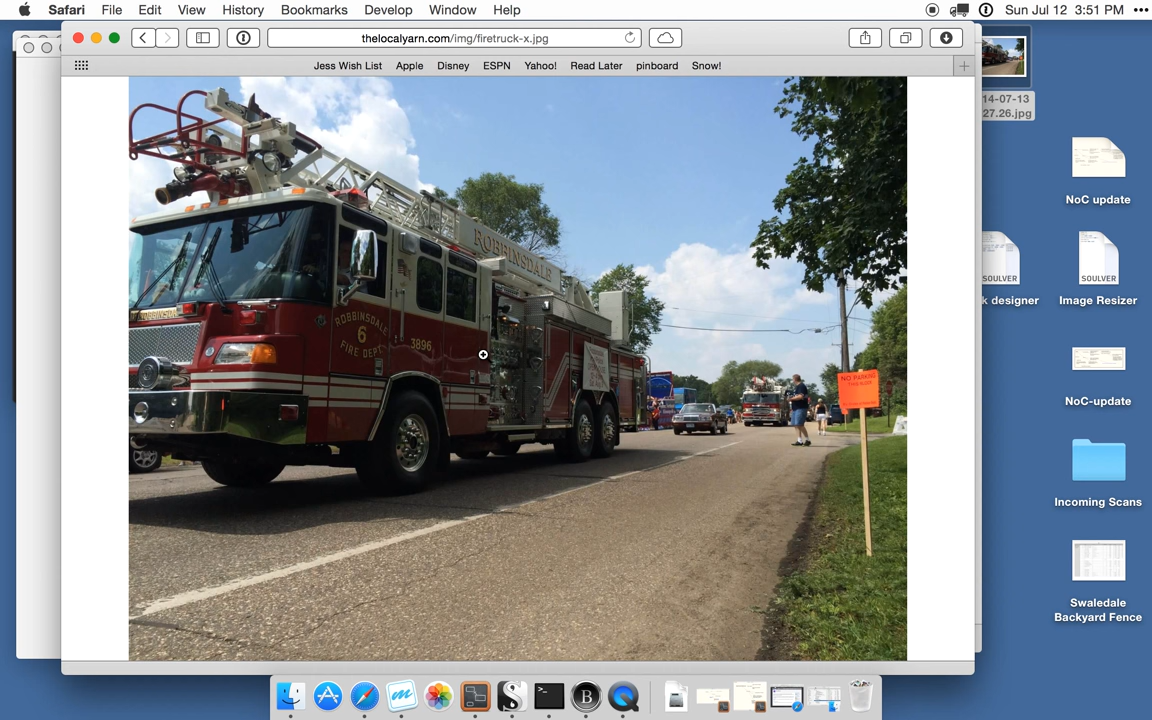 Safari File Edit View History Bookmarks Develop Window Help Sun Jul 12 3:51 PM
thelocalyarn.com/img/firetruck-x.jpg
Jess Wish List Apple Disney ESPN Yahoo! Read Later pinboard Snow!
14-07-13
27.26.jpg
NoC update
SOULVER
k designer
SOULVER
Image Resizer
NoC-update
Incoming Scans
Swaledale
Backyard Fence
ROBBINSDALE
ROBBINSDALE
ROBBINSDALE
6
FIRE DEPT.
3896
NO PARKING